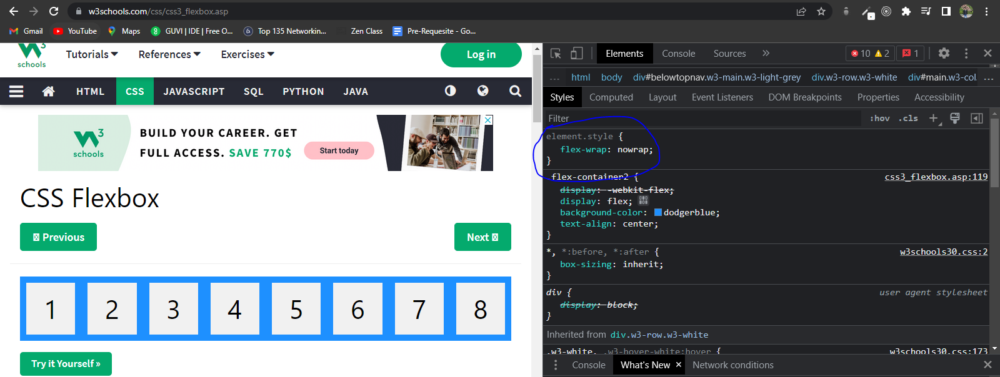 w3schools.com/css/css3_flexbox.asp
Gmail YouTube Maps GUVI | IDE | Free O... Top 135 Networkin... Zen Class Pre-Requesite - Go...
W3 schools Tutorials References Exercises Log in
HTML CSS JAVASCRIPT SQL PYTHON JAVA
W3 schools
BUILD YOUR CAREER. GET
FULL ACCESS. SAVE 770$
Start today
CSS Flexbox
Previous Next
1 2 3 4 5 6 7 8
Try it Yourself »
Elements Console Sources » 10 2 1
... html body div#belowtopnav.w3-main.w3-light-grey div.w3-row.w3-white div#main.w3-col. ...
Styles Computed Layout Event Listeners DOM Breakpoints Properties Accessibility
Filter :hov .cls +
element.style {
flex-wrap: nowrap;
}
.flex-container2 { css3_flexbox.asp:119
display: -webkit-flex;
display: flex;
background-color: dodgerblue;
text-align: center;
}
*, *:before, *:after { w3schools30.css:2
box-sizing: inherit;
}
div { user agent stylesheet
display: block;
}
Inherited from div.w3-row.w3-white
.w3-white, .w3-hover-white:hover { w3schools30.css:173
Console What's New × Network conditions